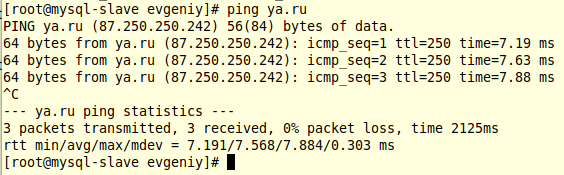 [root@mysql-slave evgeniy]# ping ya.ru
PING ya.ru (87.250.250.242) 56(84) bytes of data.
64 bytes from ya.ru (87.250.250.242): icmp_seq=1 ttl=250 time=7.19 ms
64 bytes from ya.ru (87.250.250.242): icmp_seq=2 ttl=250 time=7.63 ms
64 bytes from ya.ru (87.250.250.242): icmp_seq=3 ttl=250 time=7.88 ms
^C
--- ya.ru ping statistics ---
3 packets transmitted, 3 received, 0% packet loss, time 2125ms
rtt min/avg/max/mdev = 7.191/7.568/7.884/0.303 ms
[root@mysql-slave evgeniy]#